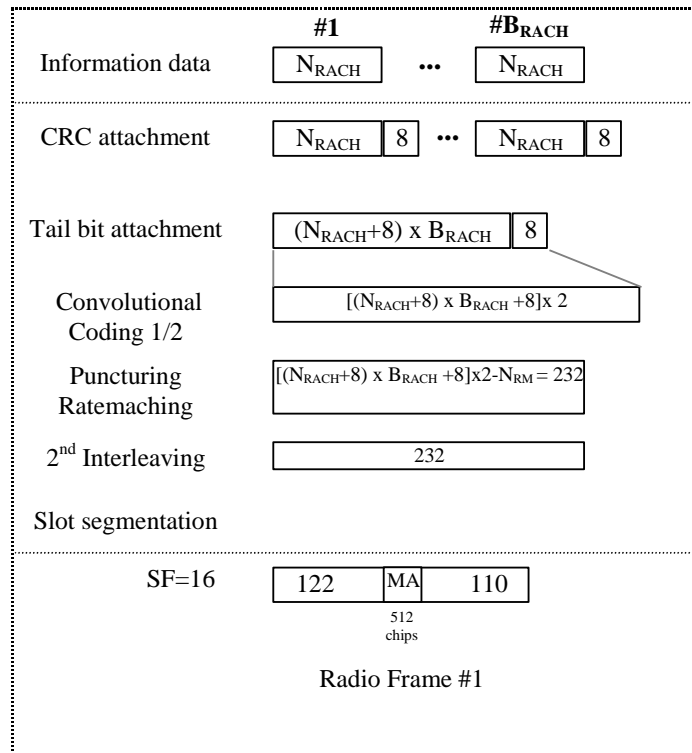 #1 #B_RACH
Information data N_RACH ... N_RACH
CRC attachment N_RACH 8 ... N_RACH 8
Tail bit attachment (N_RACH+8) x B_RACH 8
Convolutional
Coding 1/2
[(N_RACH+8) x B_RACH +8]x 2
Puncturing
Ratemaching
[(N_RACH+8) x B_RACH +8]x2-N_RM = 232
2nd Interleaving 232
Slot segmentation
SF=16 122 MA 110
512
chips
Radio Frame #1